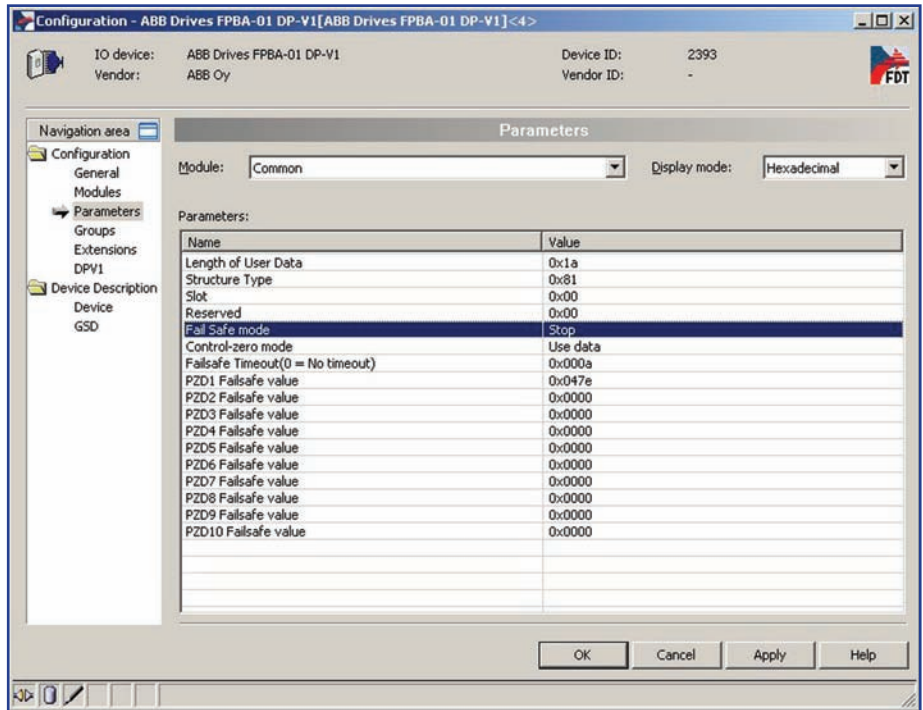 Configuration - ABB Drives FPBA-01 DP-V1[ABB Drives FPBA-01 DP-V1]<4>
IO device: ABB Drives FPBA-01 DP-V1 Device ID: 2393
Vendor: ABB Oy Vendor ID: -
FDT
Navigation area
Configuration
General
Modules
Parameters
Groups
Extensions
DPV1
Device Description
Device
GSD
Parameters
Module: Common Display mode: Hexadecimal
Parameters:
Name Value
Length of User Data 0x1a
Structure Type 0x81
Slot 0x00
Reserved 0x00
Fail Safe mode Stop
Control-zero mode Use data
Failsafe Timeout(0 = No timeout) 0x000a
PZD1 Failsafe value 0x047e
PZD2 Failsafe value 0x0000
PZD3 Failsafe value 0x0000
PZD4 Failsafe value 0x0000
PZD5 Failsafe value 0x0000
PZD6 Failsafe value 0x0000
PZD7 Failsafe value 0x0000
PZD8 Failsafe value 0x0000
PZD9 Failsafe value 0x0000
PZD10 Failsafe value 0x0000
OK Cancel Apply Help